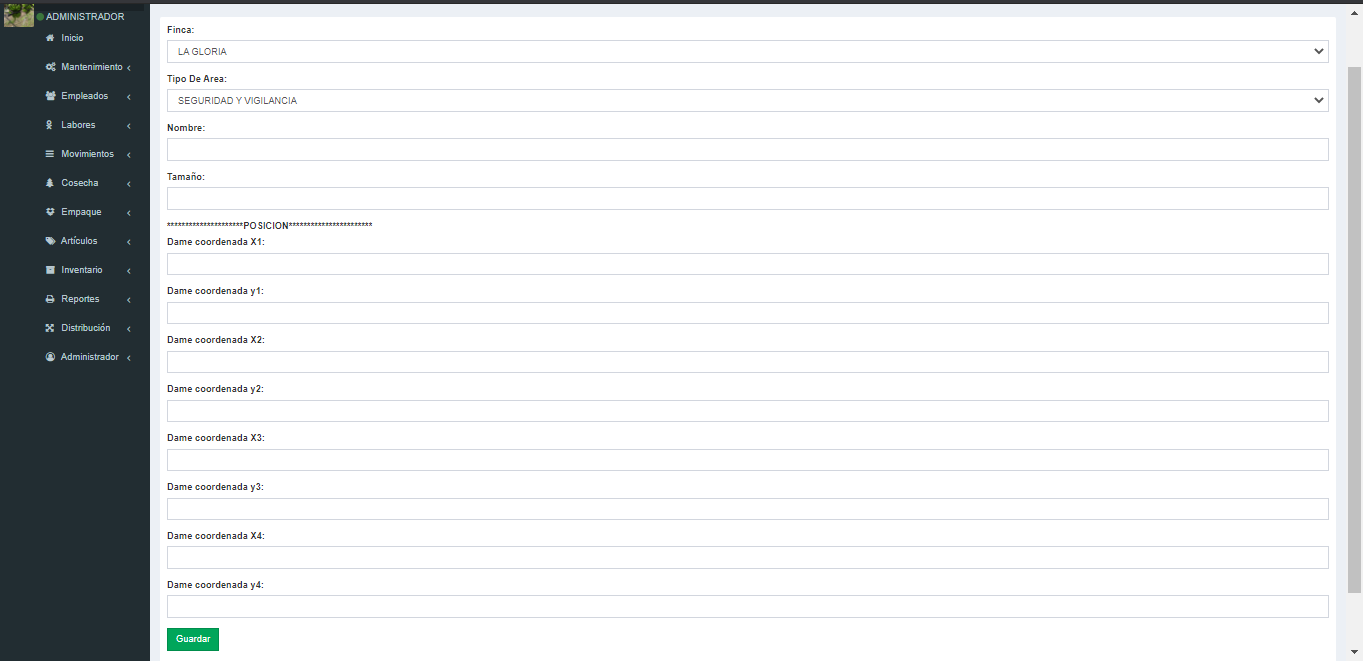 ADMINISTRADOR
Inicio
Mantenimiento
Empleados
Labores
Movimientos
Cosecha
Empaque
Artículos
Inventario
Reportes
Distribución
Administrador
Finca:
LA GLORIA
Tipo De Area:
SEGURIDAD Y VIGILANCIA
Nombre:
Tamaño:
*********************POSICION***********************
Dame coordenada X1:
Dame coordenada y1:
Dame coordenada X2:
Dame coordenada y2:
Dame coordenada X3:
Dame coordenada y3:
Dame coordenada X4:
Dame coordenada y4:
Guardar